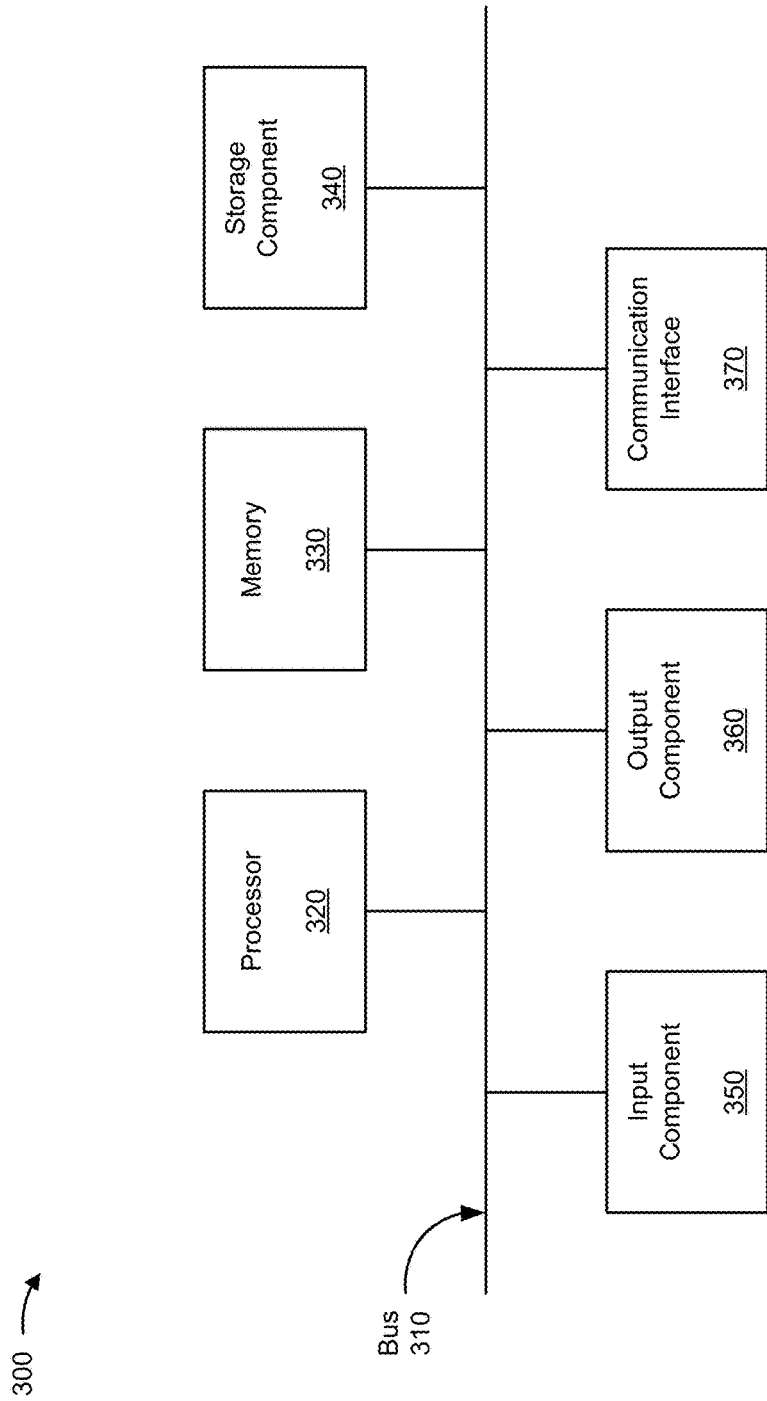 300
Bus
310
Processor
320
Memory
330
Storage
Component
340
Input
Component
350
Output
Component
360
Communication
Interface
370